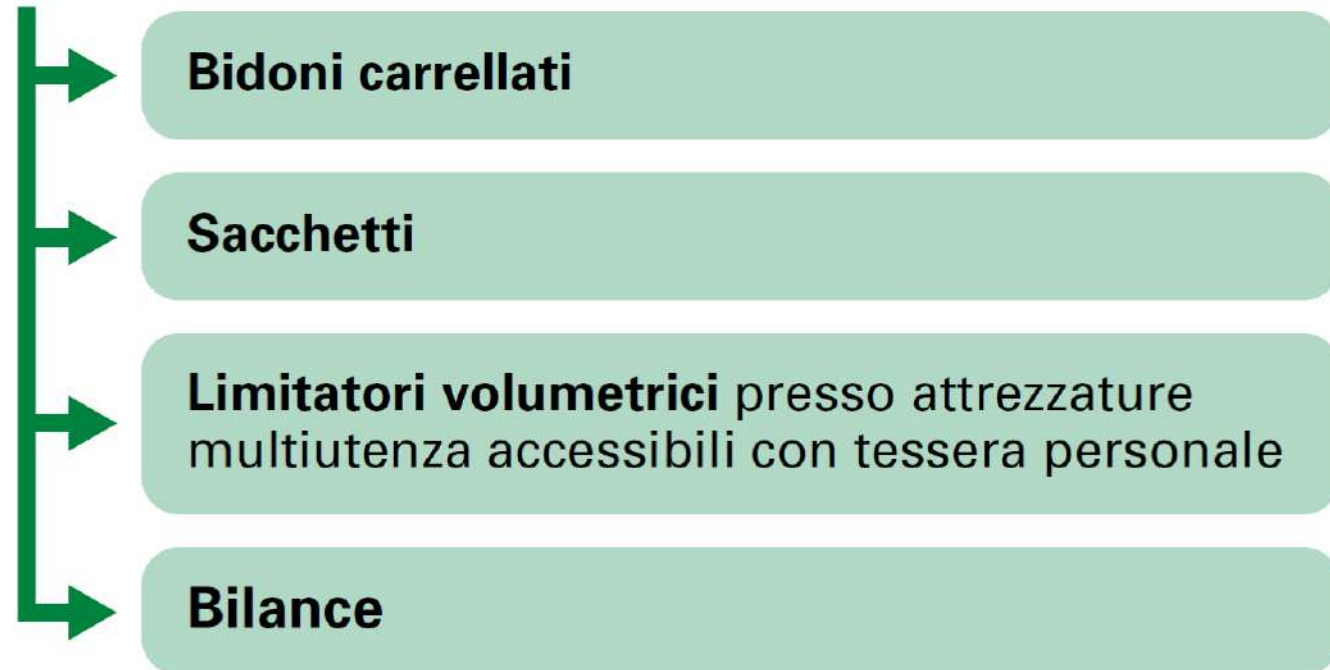 Bidoni carrellati
Sacchetti
Limitatori volumetrici presso attrezzature
multiutenza accessibili con tessera personale
Bilance